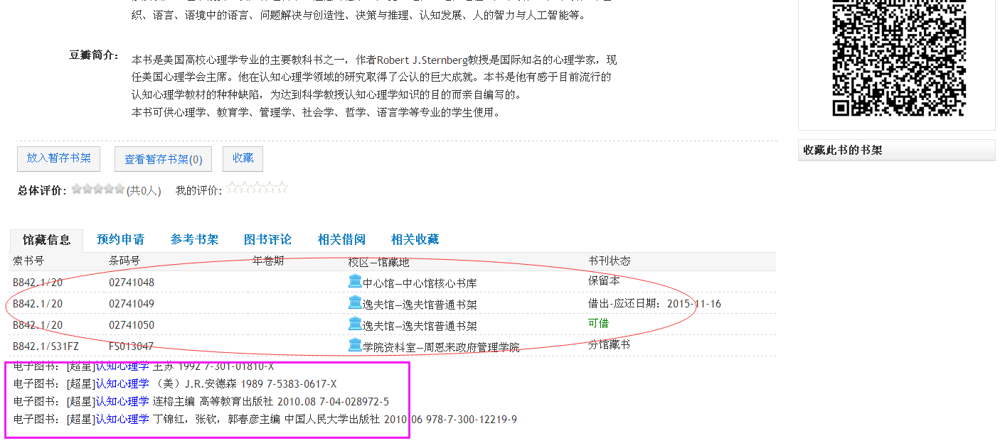 织、语言、语境中的语言、问题解决与创造性、决策与推理、认知发展、人的智力与人工智能等。
豆瓣简介： 本书是美国高校心理学专业的主要教科书之一，作者Robert J.Sternberg教授是国际知名的心理学家，现
任美国心理学会主席。他在认知心理学领域的研究取得了公认的巨大成就。本书是他有感于目前流行的
认知心理学教材的种种缺陷，为达到科学教授认知心理学知识的目的而亲自编写的。
本书可供心理学、教育学、管理学、社会学、哲学、语言学等专业的学生使用。
收藏此书的书架
放入暂存书架 查看暂存书架(0) 收藏
总体评价： (共0人) 我的评价：
馆藏信息 预约申请 参考书架 图书评论 相关借阅 相关收藏
索书号 条码号 年卷期 校区—馆藏地 书刊状态
B842.1/20 02741048 中心馆—中心馆核心书库 保留本
B842.1/20 02741049 逸夫馆—逸夫馆普通书架 借出-应还日期：2015-11-16
B842.1/20 02741050 逸夫馆—逸夫馆普通书架 可借
B842.1/S31FZ FS013047 学院资料室—周恩来政府管理学院 分馆藏书
电子图书：[超星]认知心理学 王苏 1992 7-301-01810-X
电子图书：[超星]认知心理学 （美）J.R.安德森 1989 7-5383-0617-X
电子图书：[超星]认知心理学 连榕主编 高等教育出版社 2010.08 7-04-028972-5
电子图书：[超星]认知心理学 丁锦红，张钦，郭春彦主编 中国人民大学出版社 2010.06 978-7-300-12219-9